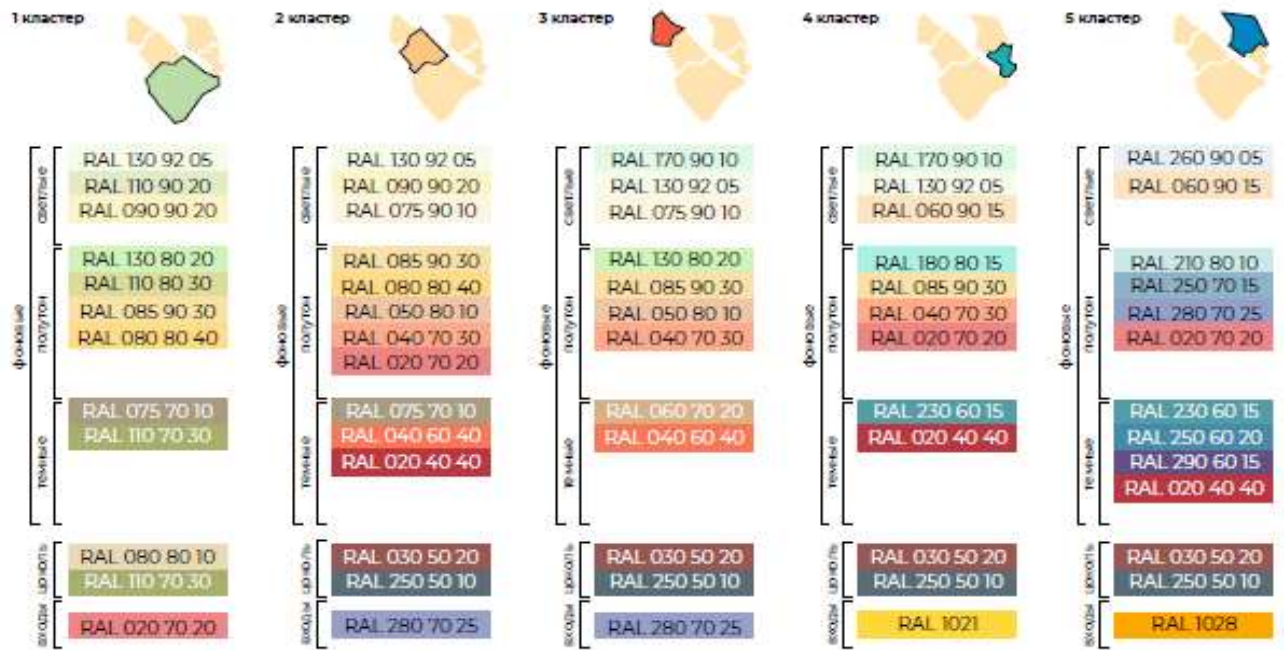 1 кластер
2 кластер
3 кластер
4 кластер
5 кластер
фоновые
светлые
RAL 130 92 05
RAL 110 90 20
RAL 090 90 20
полутон
RAL 130 80 20
RAL 110 80 30
RAL 085 90 30
RAL 080 80 40
темные
RAL 075 70 10
RAL 110 70 30
цоколь
RAL 080 80 10
RAL 110 70 30
входы
RAL 020 70 20
фоновые
светлые
RAL 130 92 05
RAL 090 90 20
RAL 075 90 10
полутон
RAL 085 90 30
RAL 080 80 40
RAL 050 80 10
RAL 040 70 30
RAL 020 70 20
темные
RAL 075 70 10
RAL 040 60 40
RAL 020 40 40
цоколь
RAL 030 50 20
RAL 250 50 10
входы
RAL 280 70 25
фоновые
светлые
RAL 170 90 10
RAL 130 92 05
RAL 075 90 10
полутон
RAL 130 80 20
RAL 085 90 30
RAL 050 80 10
RAL 040 70 30
темные
RAL 060 70 20
RAL 040 60 40
цоколь
RAL 030 50 20
RAL 250 50 10
входы
RAL 280 70 25
фоновые
светлые
RAL 170 90 10
RAL 130 92 05
RAL 060 90 15
полутон
RAL 180 80 15
RAL 085 90 30
RAL 040 70 30
RAL 020 70 20
темные
RAL 230 60 15
RAL 020 40 40
цоколь
RAL 030 50 20
RAL 250 50 10
входы
RAL 1021
фоновые
светлые
RAL 260 90 05
RAL 060 90 15
полутон
RAL 210 80 10
RAL 250 70 15
RAL 280 70 25
RAL 020 70 20
темные
RAL 230 60 15
RAL 250 60 20
RAL 290 60 15
RAL 020 40 40
цоколь
RAL 030 50 20
RAL 250 50 10
входы
RAL 1028